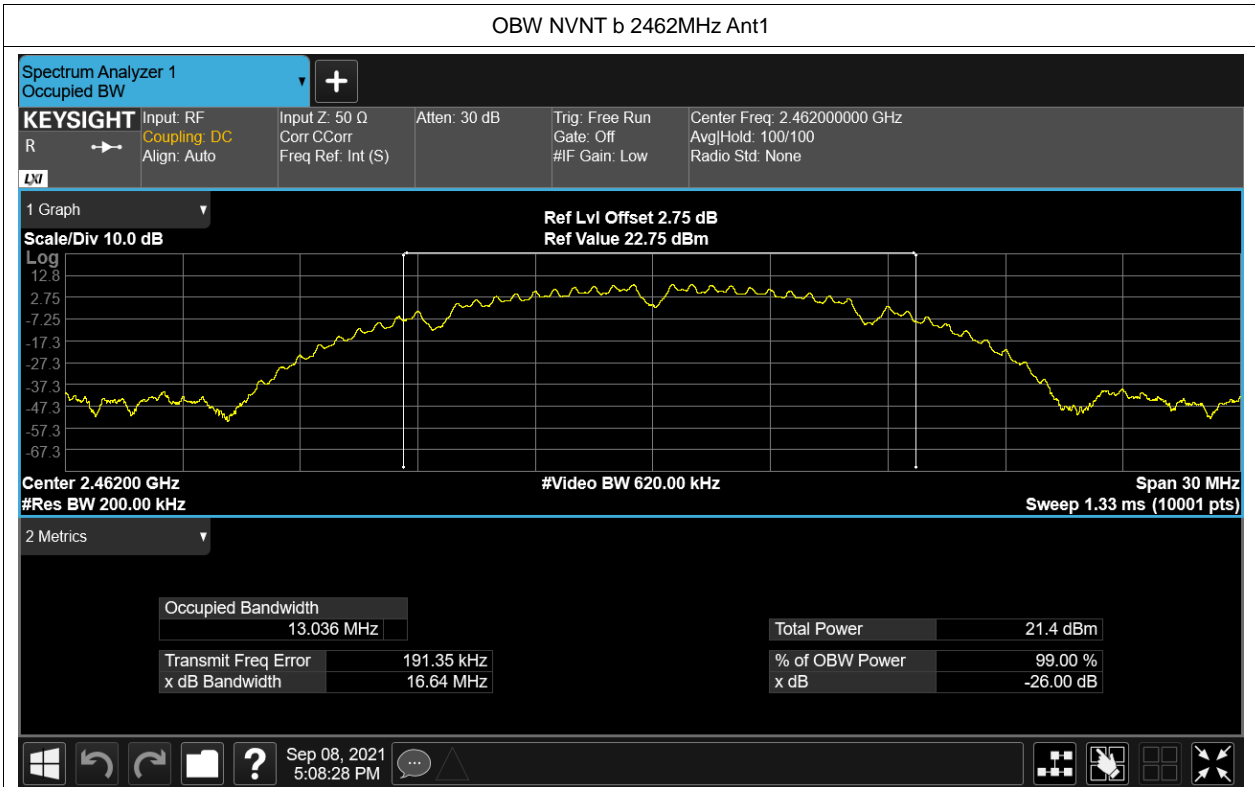 OBW NVNT b 2462MHz Ant1
Spectrum Analyzer 1
Occupied BW
KEYSIGHT
R
LXI
Input: RF
Coupling: DC
Align: Auto
Input Z: 50 Ω
Corr CCorr
Freq Ref: Int (S)
Atten: 30 dB
Trig: Free Run
Gate: Off
#IF Gain: Low
Center Freq: 2.462000000 GHz
Avg|Hold: 100/100
Radio Std: None
1 Graph
Scale/Div 10.0 dB
Ref Lvl Offset 2.75 dB
Ref Value 22.75 dBm
Log
12.8
2.75
-7.25
-17.3
-27.3
-37.3
-47.3
-57.3
-67.3
Center 2.46200 GHz
#Video BW 620.00 kHz
Span 30 MHz
#Res BW 200.00 kHz
Sweep 1.33 ms (10001 pts)
2 Metrics
Occupied Bandwidth
13.036 MHz
Total Power 21.4 dBm
Transmit Freq Error 191.35 kHz
% of OBW Power 99.00 %
x dB Bandwidth 16.64 MHz
x dB -26.00 dB
?
Sep 08, 2021
5:08:28 PM